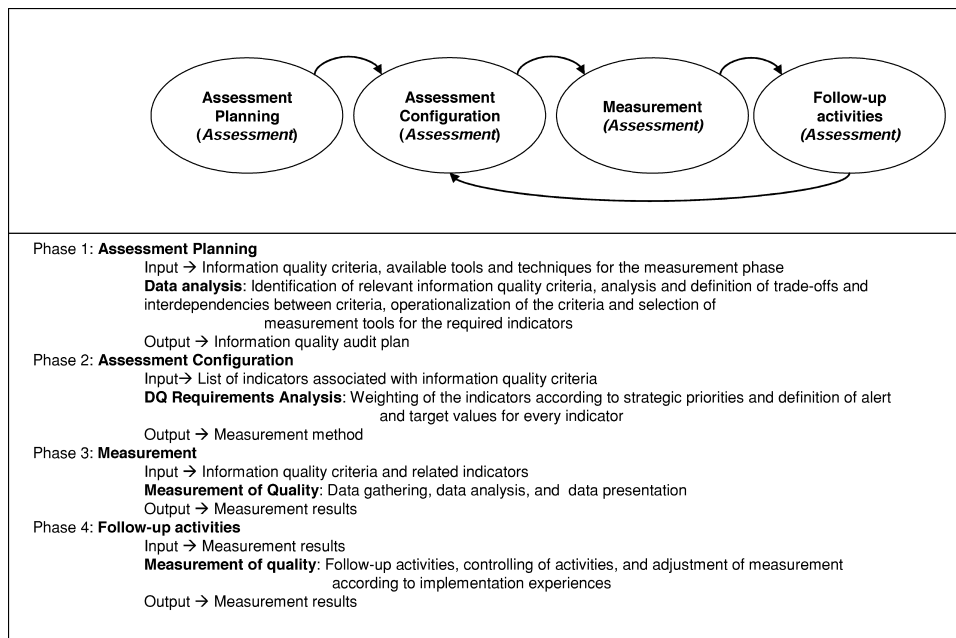 Assessment
Planning
(Assessment)
Assessment
Configuration
(Assessment)
Measurement
(Assessment)
Follow-up
activities
(Assessment)
Phase 1: Assessment Planning
Input → Information quality criteria, available tools and techniques for the measurement phase
Data analysis: Identification of relevant information quality criteria, analysis and definition of trade-offs and
interdependencies between criteria, operationalization of the criteria and selection of
measurement tools for the required indicators
Output → Information quality audit plan
Phase 2: Assessment Configuration
Input→ List of indicators associated with information quality criteria
DQ Requirements Analysis: Weighting of the indicators according to strategic priorities and definition of alert
and target values for every indicator
Output → Measurement method
Phase 3: Measurement
Input → Information quality criteria and related indicators
Measurement of Quality: Data gathering, data analysis, and data presentation
Output → Measurement results
Phase 4: Follow-up activities
Input → Measurement results
Measurement of quality: Follow-up activities, controlling of activities, and adjustment of measurement
according to implementation experiences
Output → Measurement results